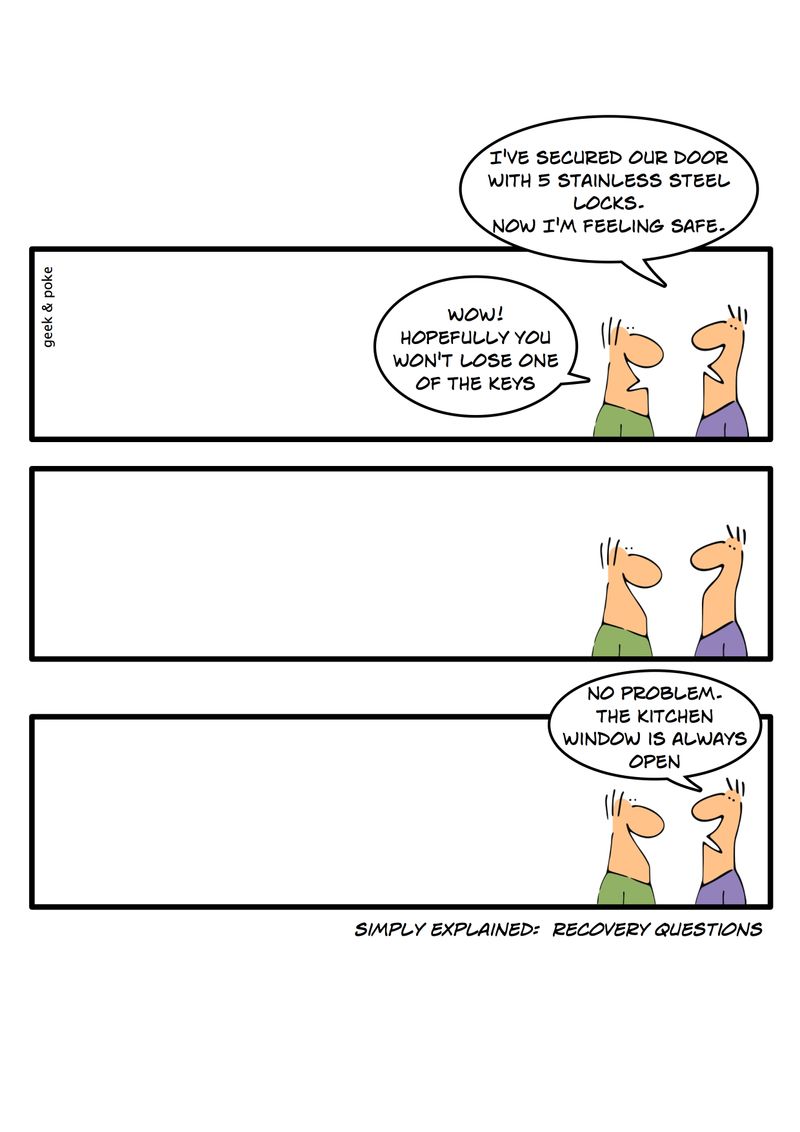 I'VE SECURED OUR DOOR
WITH 5 STAINLESS STEEL
LOCKS.
NOW I'M FEELING SAFE.
geek & poke
WOW!
HOPEFULLY YOU
WON'T LOSE ONE
OF THE KEYS
NO PROBLEM.
THE KITCHEN
WINDOW IS ALWAYS
OPEN
SIMPLY EXPLAINED: RECOVERY QUESTIONS